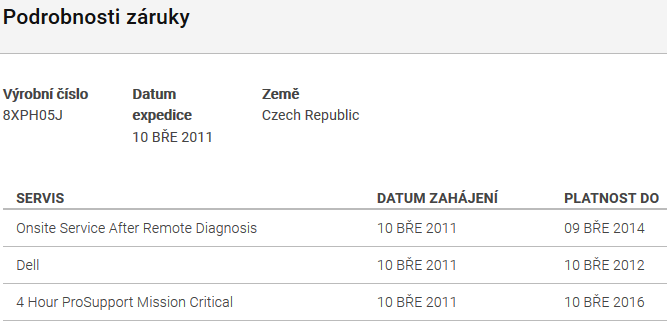 Podrobnosti záruky
Výrobní číslo Datum expedice Země
8XPH05J 10 BŘE 2011 Czech Republic
SERVIS DATUM ZAHÁJENÍ PLATNOST DO
Onsite Service After Remote Diagnosis 10 BŘE 2011 09 BŘE 2014
Dell 10 BŘE 2011 10 BŘE 2012
4 Hour ProSupport Mission Critical 10 BŘE 2011 10 BŘE 2016